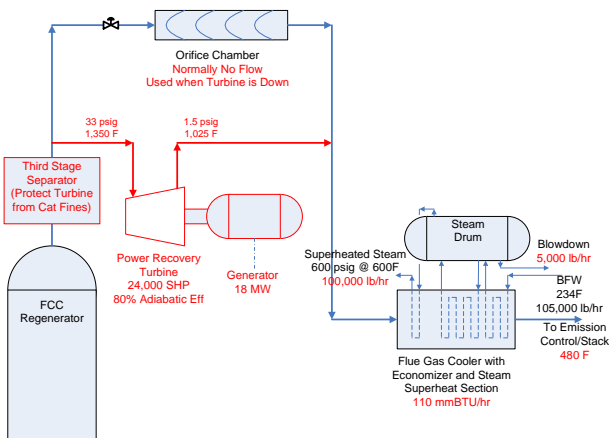 Orifice Chamber
Normally No Flow
Used when Turbine is Down
33 psig
1,350 F
1.5 psig
1,025 F
Third Stage
Separator
(Protect Turbine
from Cat Fines)
Power Recovery
Turbine
24,000 SHP
80% Adiabatic Eff
Generator
18 MW
FCC
Regenerator
Steam
Drum
Superheated Steam
600 psig @ 600F
100,000 lb/hr
Blowdown
5,000 lb/hr
BFW
234F
105,000 lb/hr
To Emission
Control/Stack
480 F
Flue Gas Cooler with
Economizer and Steam
Superheat Section
110 mmBTU/hr